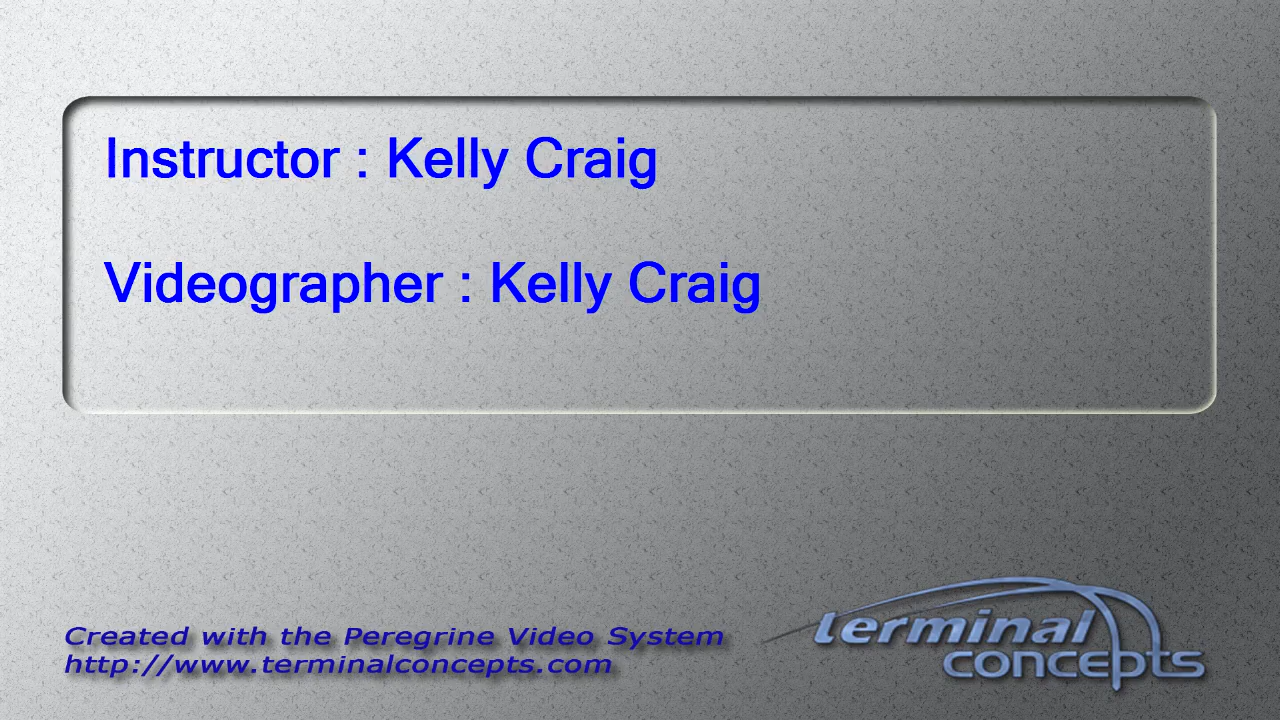 Instructor : Kelly Craig
Videographer : Kelly Craig
Created with the Peregrine Video System
http://www.terminalconcepts.com
terminal
concepts